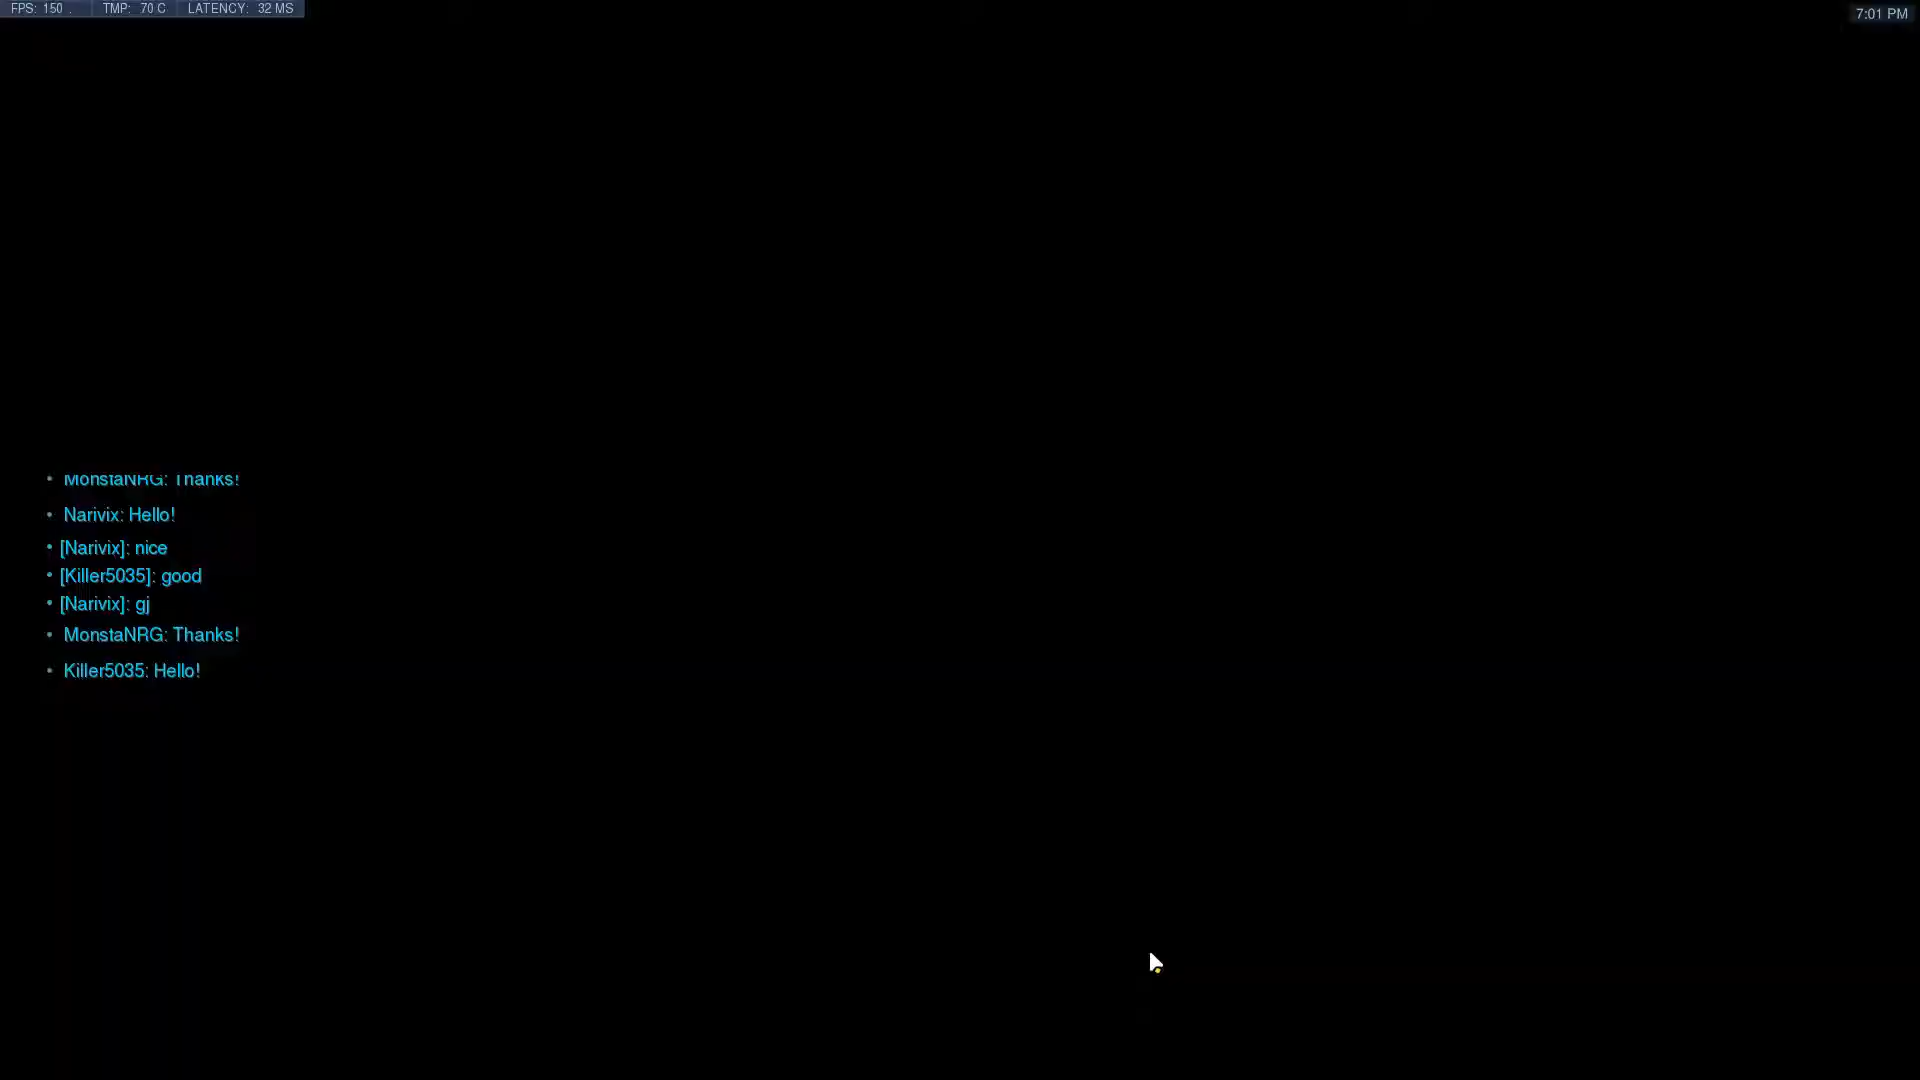 FPS: 150 . TMP: 70 C LATENCY: 32 MS
7:01 PM
• MonstaNRG: Thanks!
• Narivix: Hello!
• [Narivix]: nice
• [Killer5035]: good
• [Narivix]: gj
• MonstaNRG: Thanks!
• Killer5035: Hello!